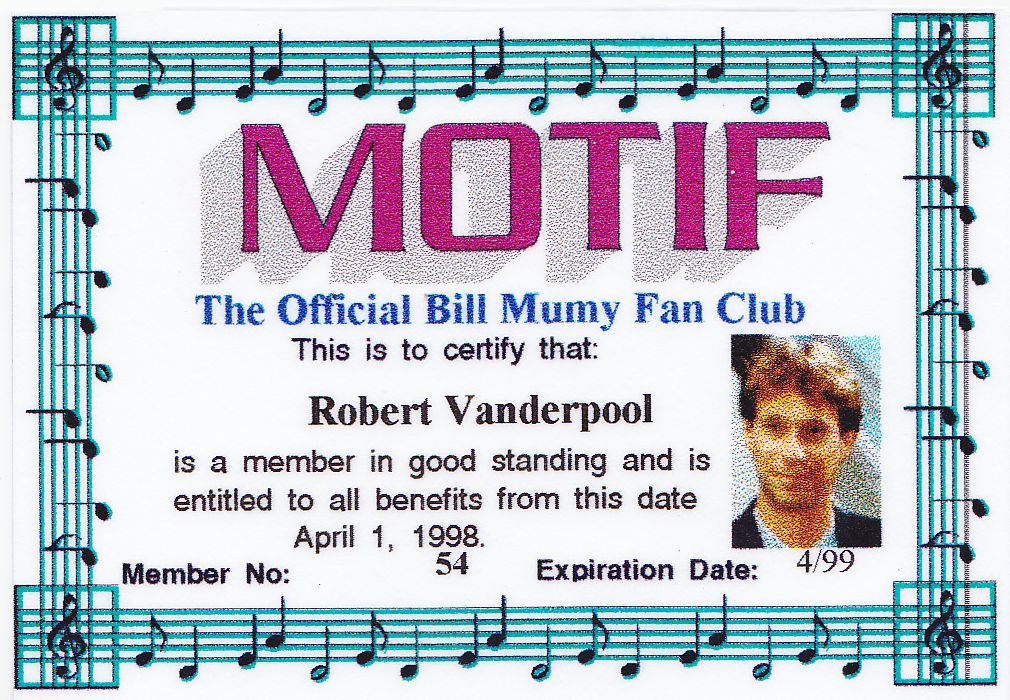 MOTIF
The Official Bill Mumy Fan Club
This is to certify that:
Robert Vanderpool
is a member in good standing and is
entitled to all benefits from this date
April 1, 1998.
Member No: 54 Expiration Date: 4/99